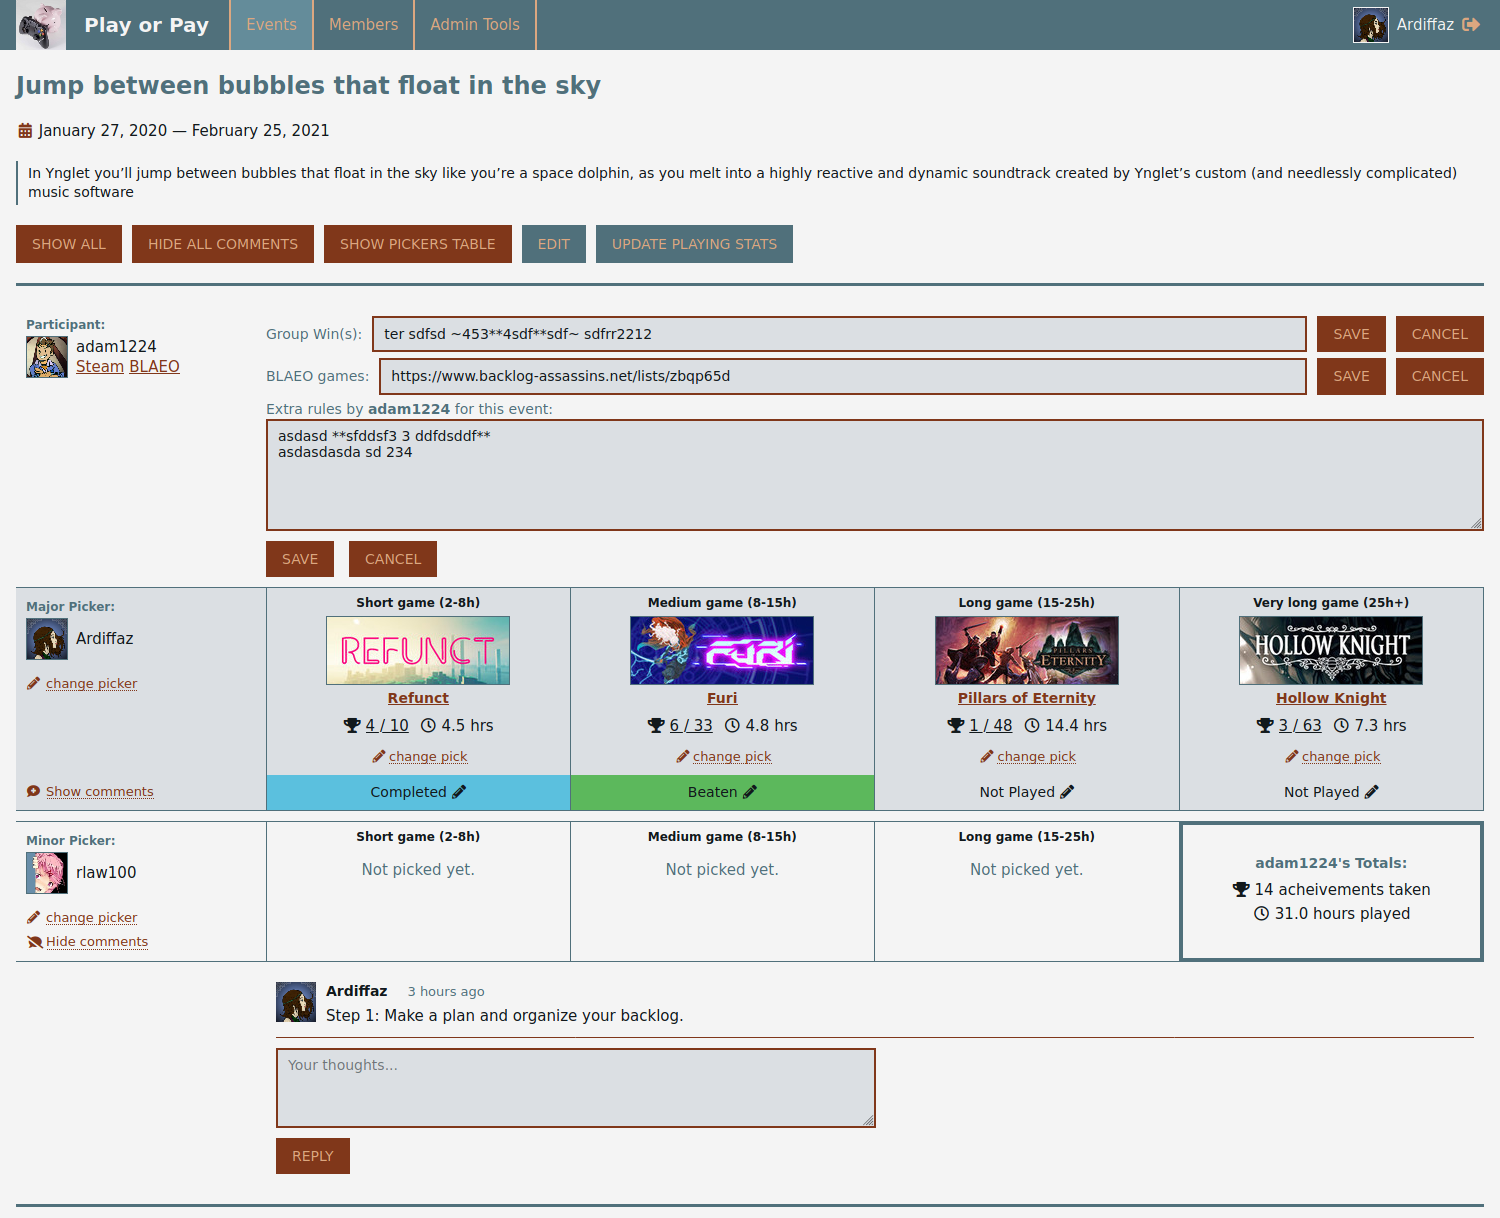 Play or Pay
Events
Members
Admin Tools
Ardiffaz
Jump between bubbles that float in the sky
January 27, 2020 — February 25, 2021
In Ynglet you’ll jump between bubbles that float in the sky like you’re a space dolphin, as you melt into a highly reactive and dynamic soundtrack created by Ynglet’s custom (and needlessly complicated)
music software
SHOW ALL
HIDE ALL COMMENTS
SHOW PICKERS TABLE
EDIT
UPDATE PLAYING STATS
Participant:
adam1224
Steam BLAEO
Group Win(s):
ter sdfsd ~453**4sdf**sdf~ sdfrr2212
SAVE
CANCEL
BLAEO games:
https://www.backlog-assassins.net/lists/zbqp65d
SAVE
CANCEL
Extra rules by adam1224 for this event:
asdasd **sfddsf3 3 ddfdsddf**
asdasdasda sd 234
SAVE
CANCEL
Major Picker:
Ardiffaz
change picker
Show comments
Short game (2-8h)
REFUNCT
Refunct
4 / 10
4.5 hrs
change pick
Completed
Medium game (8-15h)
FURI
Furi
6 / 33
4.8 hrs
change pick
Beaten
Long game (15-25h)
PILLARS
OF
ETERNITY
Pillars of Eternity
1 / 48
14.4 hrs
change pick
Not Played
Very long game (25h+)
HOLLOW KNIGHT
Hollow Knight
3 / 63
7.3 hrs
change pick
Not Played
Minor Picker:
rlaw100
change picker
Hide comments
Short game (2-8h)
Not picked yet.
Medium game (8-15h)
Not picked yet.
Long game (15-25h)
Not picked yet.
adam1224's Totals:
14 acheivements taken
31.0 hours played
Ardiffaz
3 hours ago
Step 1: Make a plan and organize your backlog.
Your thoughts...
REPLY